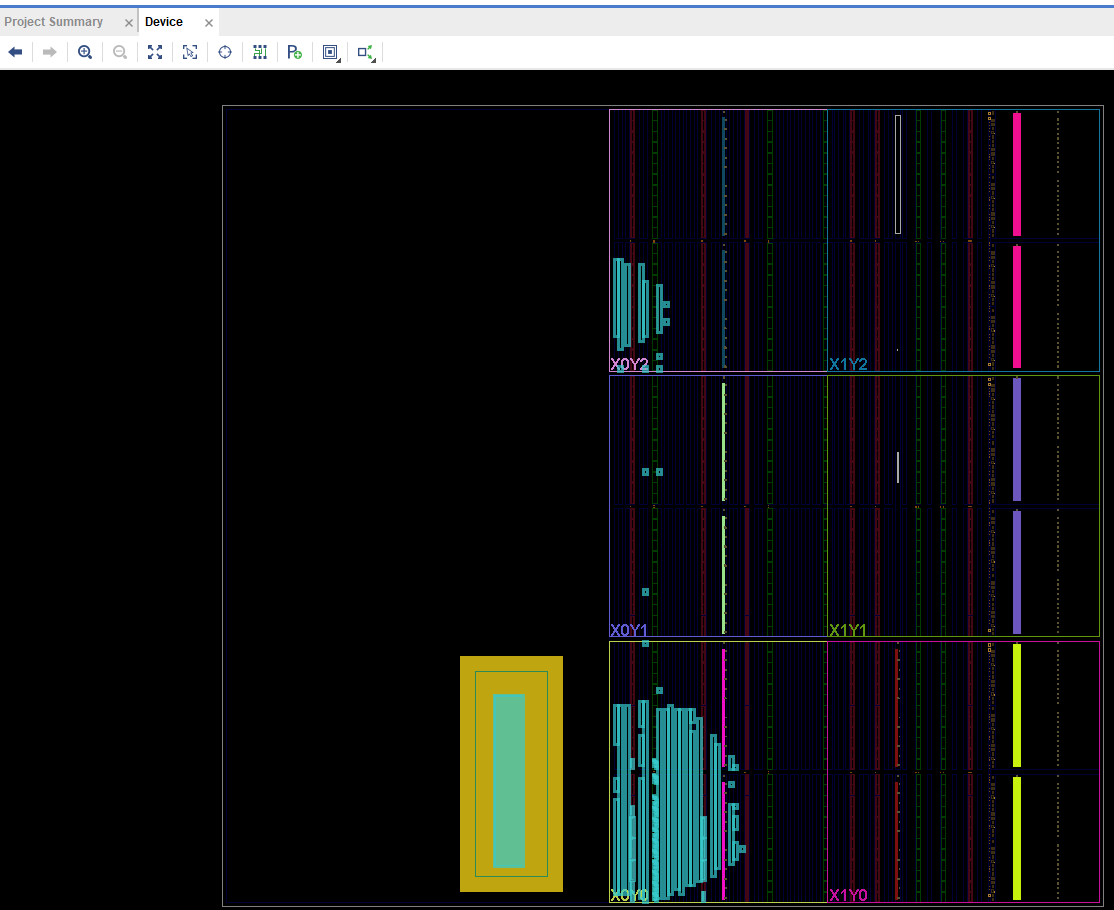 Project Summary Device
X0Y2 X1Y2
X0Y1 X1Y1
X0Y0 X1Y0